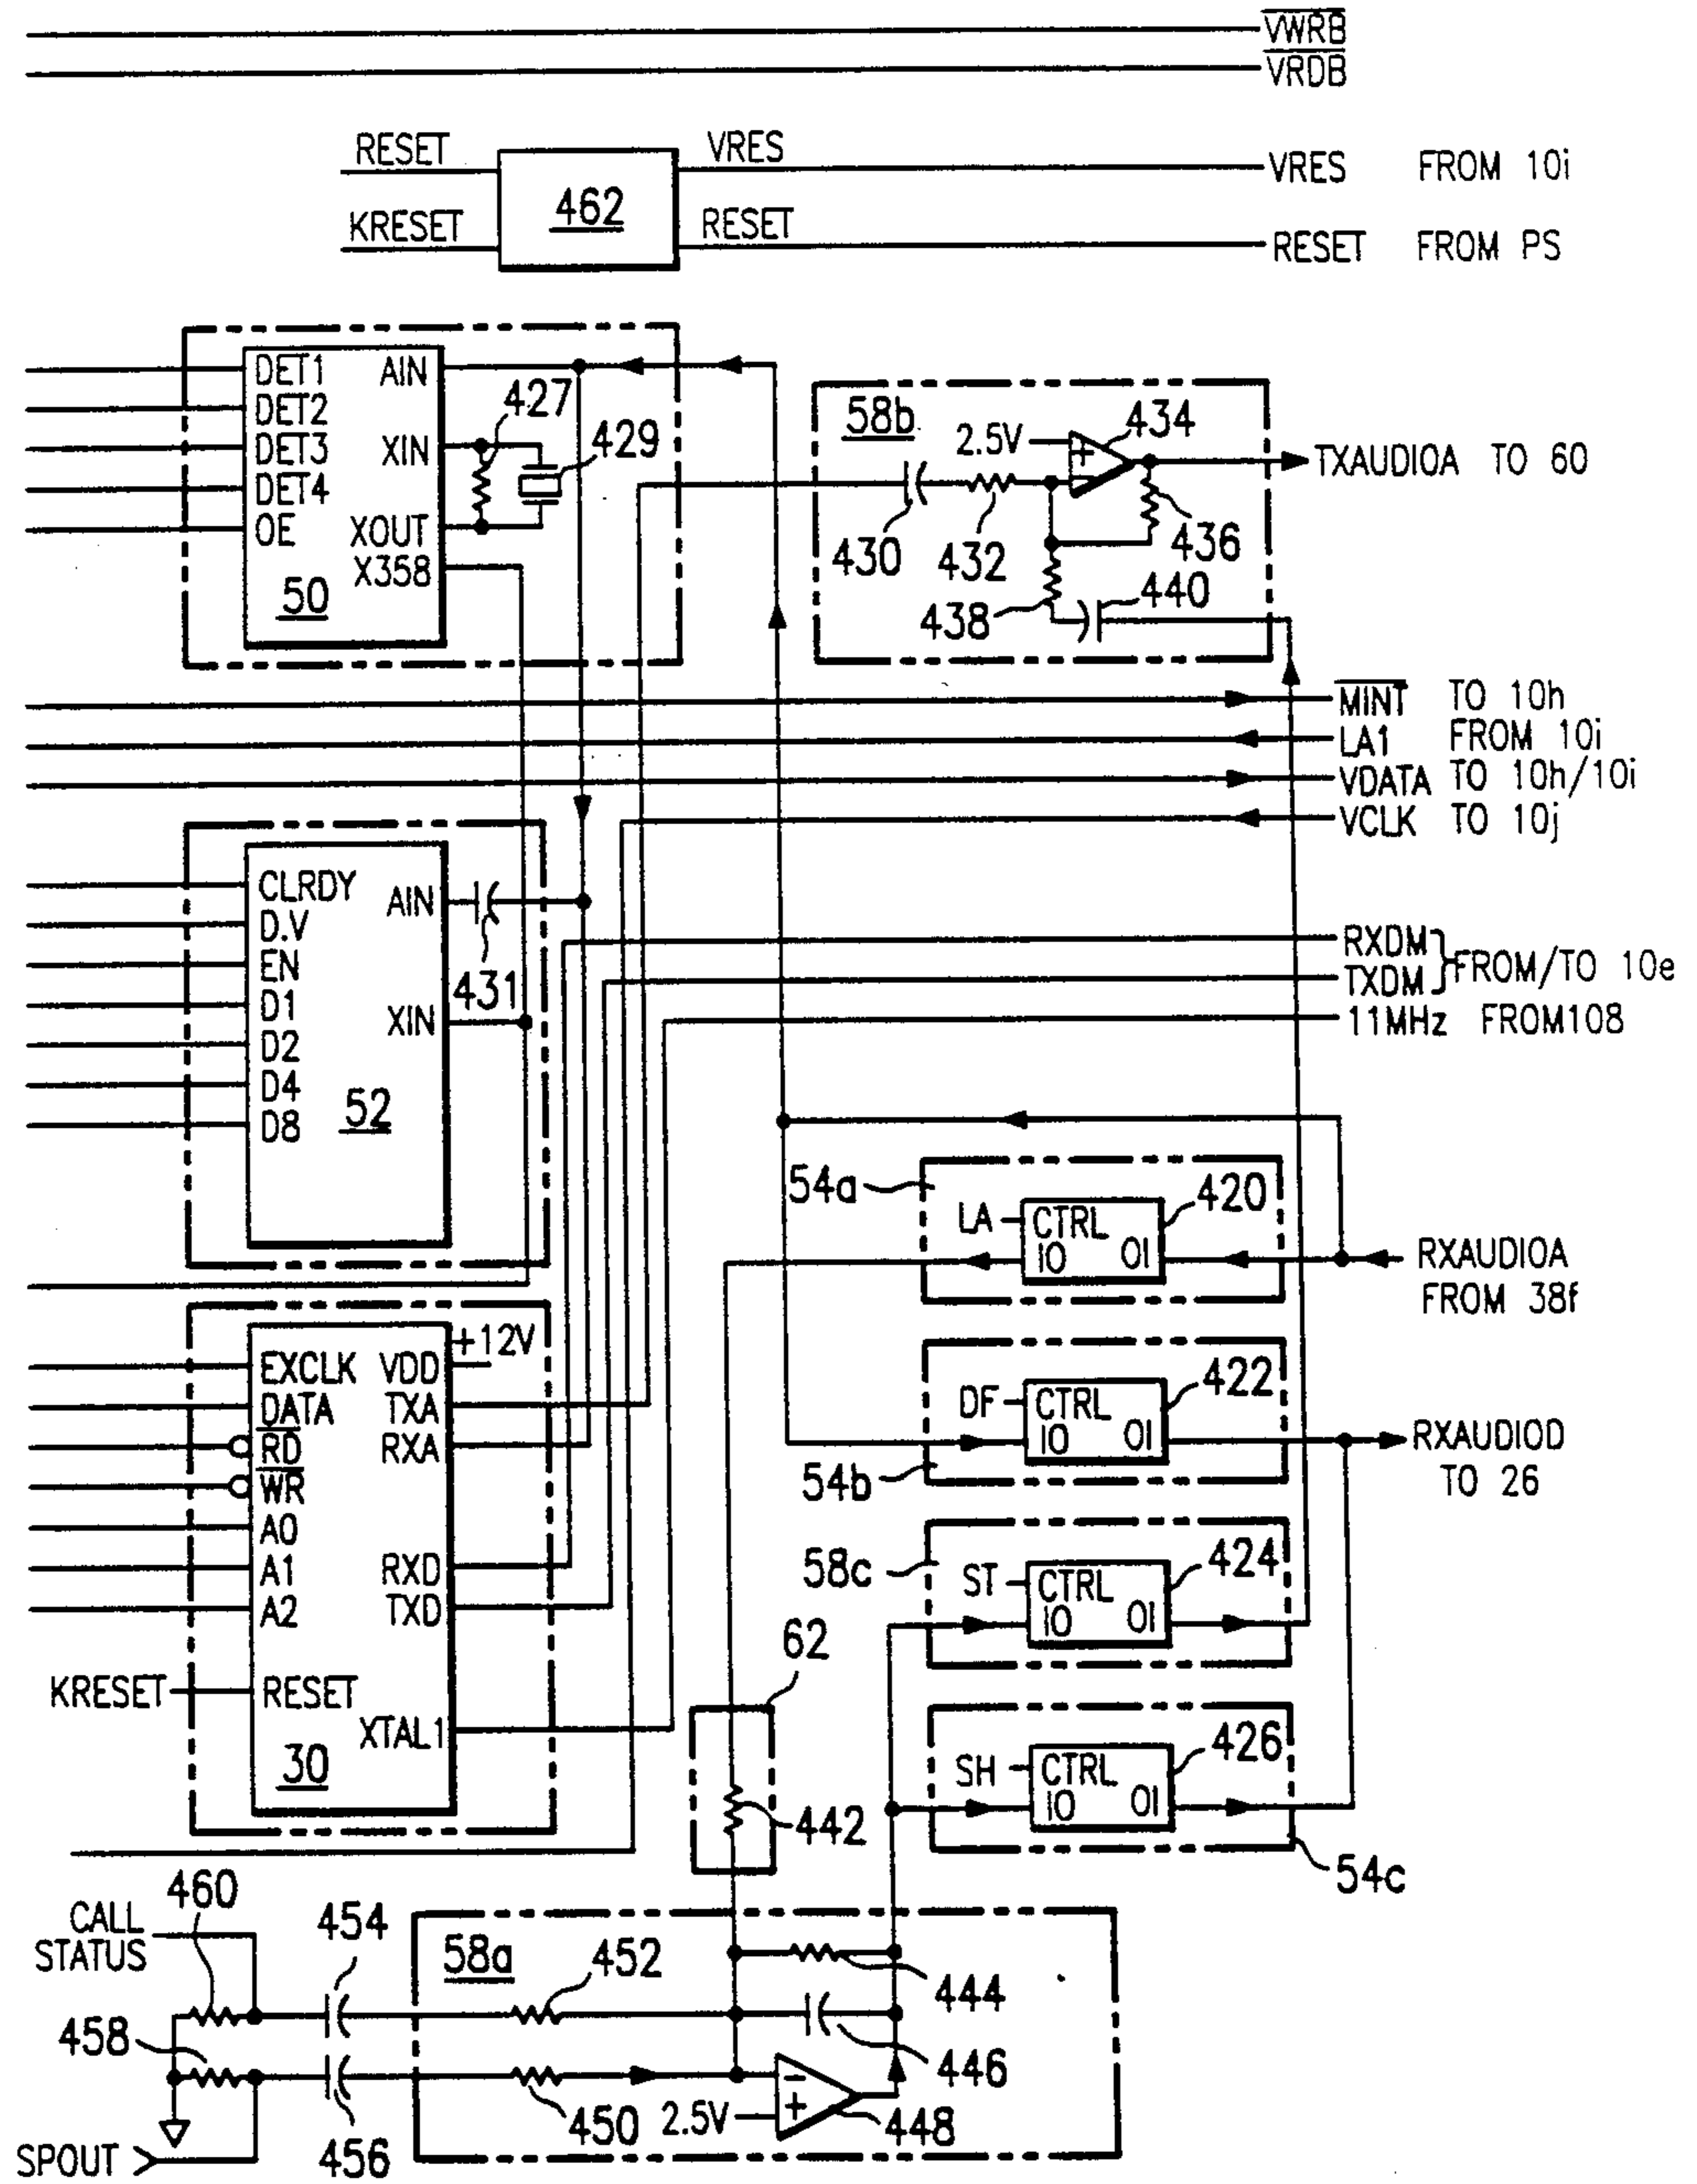 VWRB
VRDB
RESET VRES VRES FROM 10i
462
KRESET RESET RESET FROM PS
DET1 AIN
DET2
DET3 XIN
DET4
OE XOUT
X358
50
427
429
58b
2.5V + - 434
TXAUDIOA TO 60
430 432 436
438 440
MINT TO 10h
LA1 FROM 10i
VDATA TO 10h/10i
VCLK TO 10j
CLRDY AIN
D.V
EN
D1 XIN
D2
D4
D8
52
431
RXDM
TXDM FROM/TO 10e
11MHz FROM108
54a
LA CTRL 420
IO OI
RXAUDIOA
FROM 38f
+12V
EXCLK VDD
DATA TXA
RD RXA
WR
A0
A1 RXD
A2 TXD
KRESET RESET
XTAL1
30
DF CTRL 422
IO OI
54b
RXAUDIOD
TO 26
58c
ST CTRL 424
IO OI
62
442
SH CTRL 426
IO OI
54c
CALL
STATUS
460
454
58a
452
444
458
446
SPOUT
456
450
2.5V
- +
448